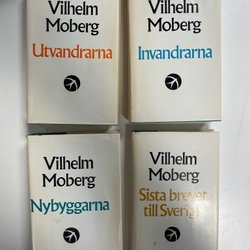 Vilhelm
Moberg
Utvandrarna
Vilhelm
Moberg
Invandrarna
Vilhelm
Moberg
Nybyggarna
Vilhelm
Moberg
Sista brevet
till Sverige